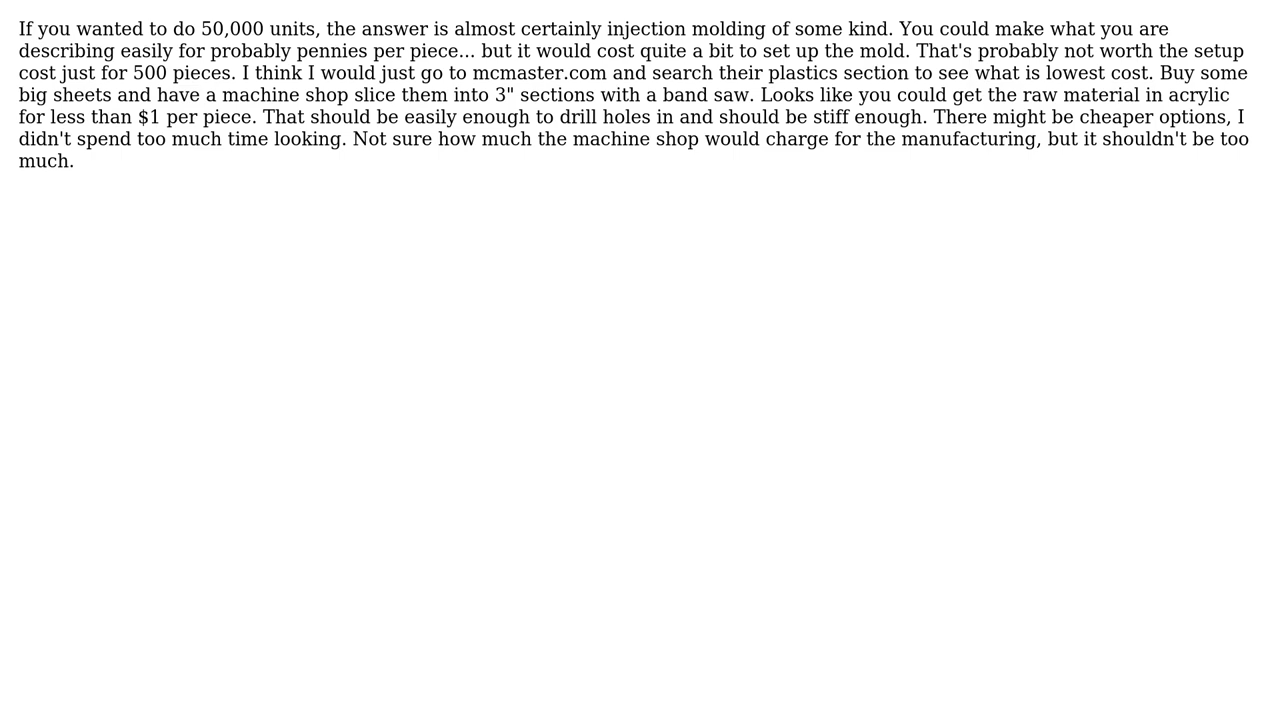 If you wanted to do 50,000 units, the answer is almost certainly injection molding of some kind. You could make what you are
describing easily for probably pennies per piece... but it would cost quite a bit to set up the mold. That's probably not worth the setup
cost just for 500 pieces. I think I would just go to mcmaster.com and search their plastics section to see what is lowest cost. Buy some
big sheets and have a machine shop slice them into 3" sections with a band saw. Looks like you could get the raw material in acrylic
for less than $1 per piece. That should be easily enough to drill holes in and should be stiff enough. There might be cheaper options, I
didn't spend too much time looking. Not sure how much the machine shop would charge for the manufacturing, but it shouldn't be too
much.